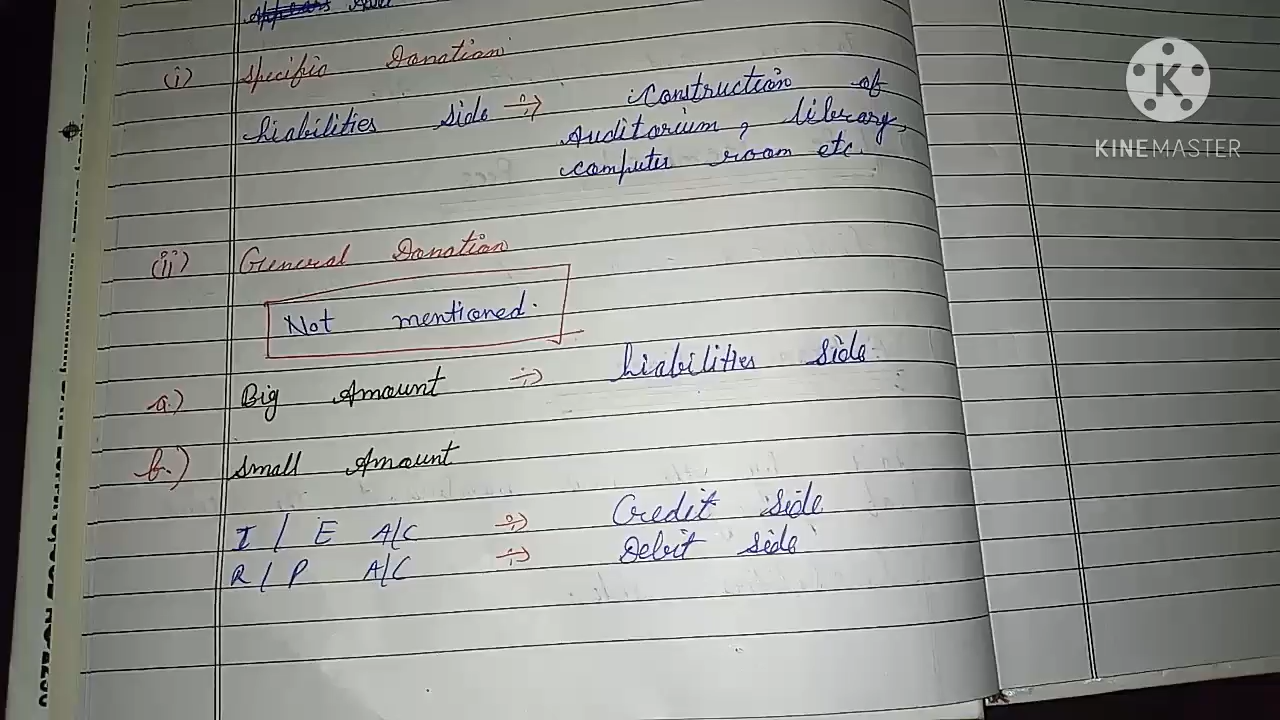 (i) Specific Donation
Liabilities Side ÷) Construction of
Auditorium, library,
computer room etc.
(ii) General Donation
Not mentioned.
a.) Big Amount ÷) Liabilities Side
b.) Small Amount
I / E A/C ÷) Credit Side
R / P A/C ÷) Debit Side
K
KINEMASTER